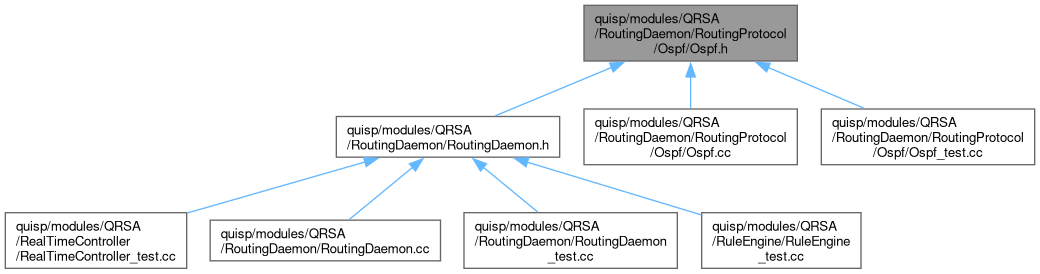 quisp/modules/QRSA
/RoutingDaemon/RoutingProtocol
/Ospf/Ospf.h
quisp/modules/QRSA
/RoutingDaemon/RoutingDaemon.h
quisp/modules/QRSA
/RoutingDaemon/RoutingProtocol
/Ospf/Ospf.cc
quisp/modules/QRSA
/RoutingDaemon/RoutingProtocol
/Ospf/Ospf_test.cc
quisp/modules/QRSA
/RealTimeController
/RealTimeController_test.cc
quisp/modules/QRSA
/RoutingDaemon/RoutingDaemon.cc
quisp/modules/QRSA
/RoutingDaemon/RoutingDaemon
_test.cc
quisp/modules/QRSA
/RuleEngine/RuleEngine
_test.cc